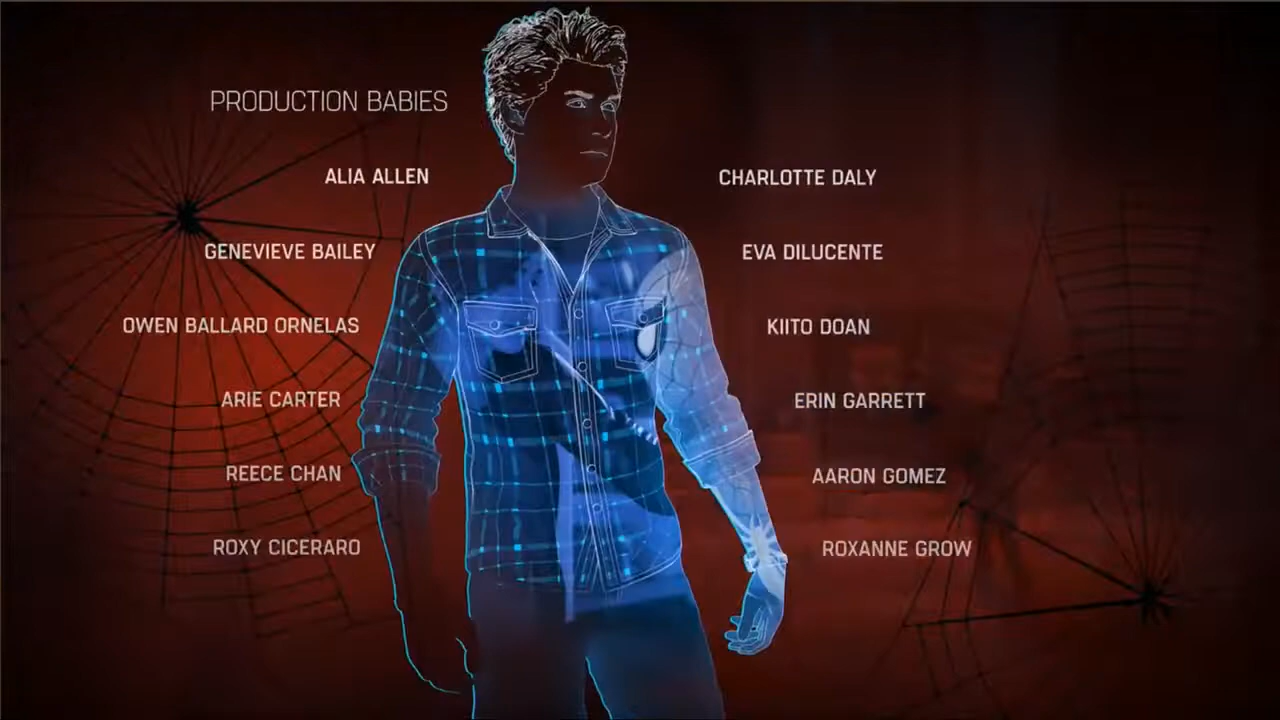 PRODUCTION BABIES
ALIA ALLEN
GENEVIEVE BAILEY
OWEN BALLARD ORNELAS
ARIE CARTER
REECE CHAN
ROXY CICERARO
CHARLOTTE DALY
EVA DILUCENTE
KIITO DOAN
ERIN GARRETT
AARON GOMEZ
ROXANNE GROW